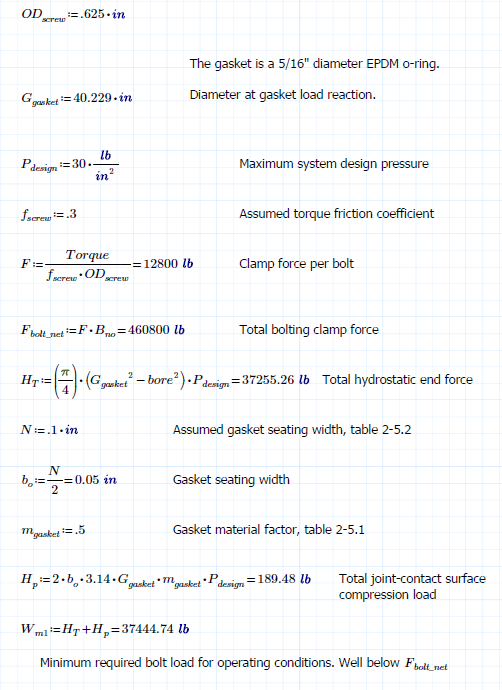 OD_screw := .625 · in
The gasket is a 5/16" diameter EPDM o-ring.
G_gasket := 40.229 · in Diameter at gasket load reaction.
P_design := 30 · lb/in² Maximum system design pressure
f_screw := .3 Assumed torque friction coefficient
F := Torque/(f_screw · OD_screw) = 12800 lb Clamp force per bolt
F_bolt_net := F · B_no = 460800 lb Total bolting clamp force
H_T := (π/4) · (G_gasket² − bore²) · P_design = 37255.26 lb Total hydrostatic end force
N := .1 · in Assumed gasket seating width, table 2-5.2
b_o := N/2 = 0.05 in Gasket seating width
m_gasket := .5 Gasket material factor, table 2-5.1
H_p := 2 · b_o · 3.14 · G_gasket · m_gasket · P_design = 189.48 lb Total joint-contact surface
compression load
W_m1 := H_T + H_p = 37444.74 lb
Minimum required bolt load for operating conditions. Well below F_bolt_net